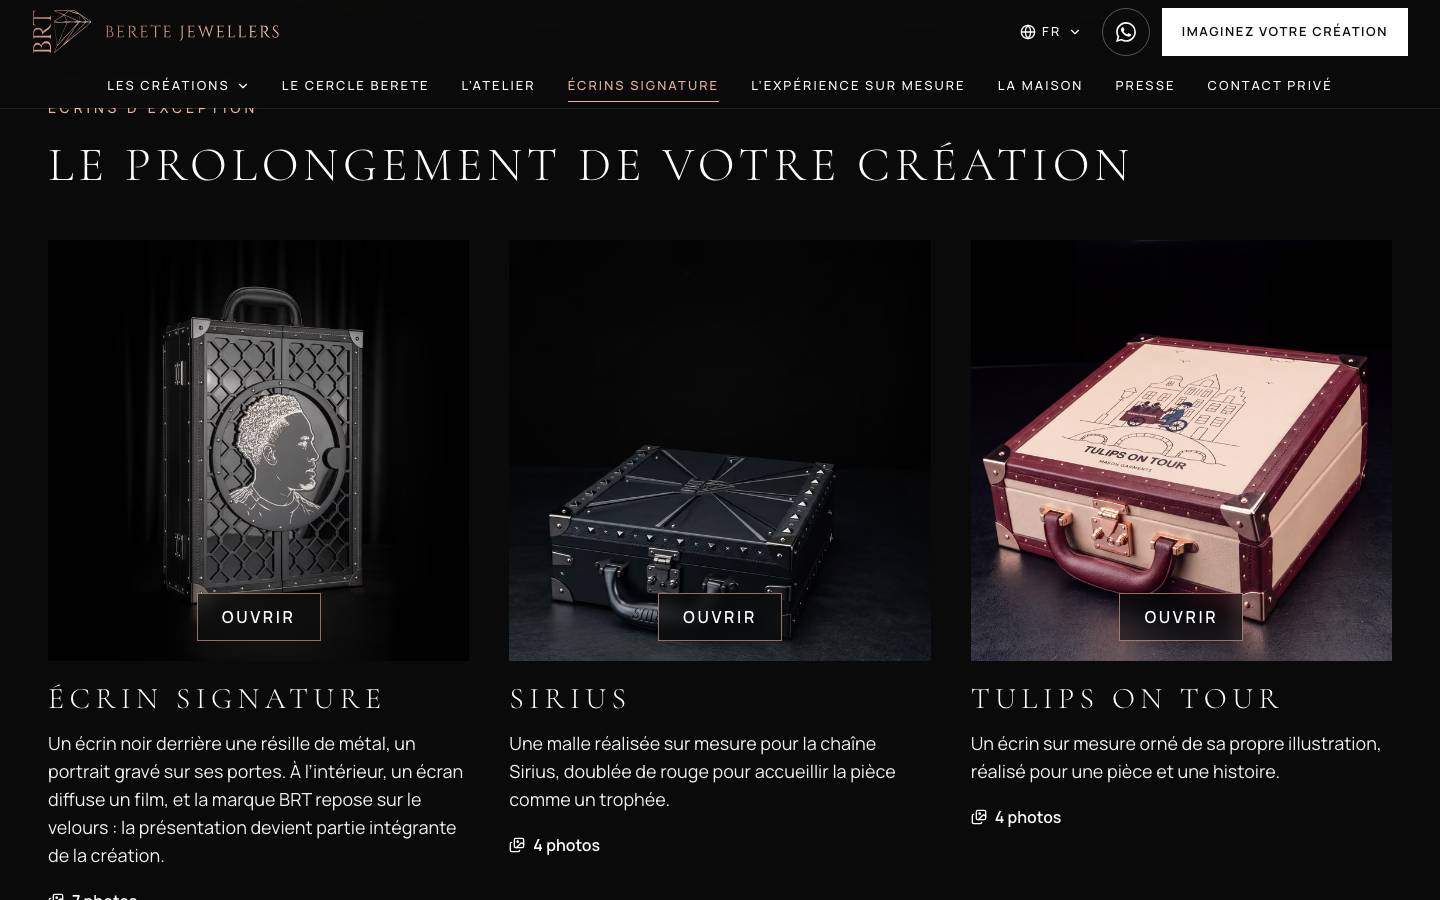 BRT
BERETE JEWELLERS
FR
IMAGINEZ VOTRE CRÉATION
LES CRÉATIONS
LE CERCLE BERETE
L'ATELIER
ÉCRINS SIGNATURE
L'EXPÉRIENCE SUR MESURE
LA MAISON
PRESSE
CONTACT PRIVÉ
ÉCRINS D'EXCEPTION
LE PROLONGEMENT DE VOTRE CRÉATION
TULIPS ON TOUR
OUVRIR
OUVRIR
OUVRIR
ÉCRIN SIGNATURE
Un écrin noir derrière une résille de métal, un
portrait gravé sur ses portes. À l'intérieur, un écran
diffuse un film, et la marque BRT repose sur le
velours : la présentation devient partie intégrante
de la création.
7 photos
SIRIUS
Une malle réalisée sur mesure pour la chaîne
Sirius, doublée de rouge pour accueillir la pièce
comme un trophée.
4 photos
TULIPS ON TOUR
Un écrin sur mesure orné de sa propre illustration,
réalisé pour une pièce et une histoire.
4 photos